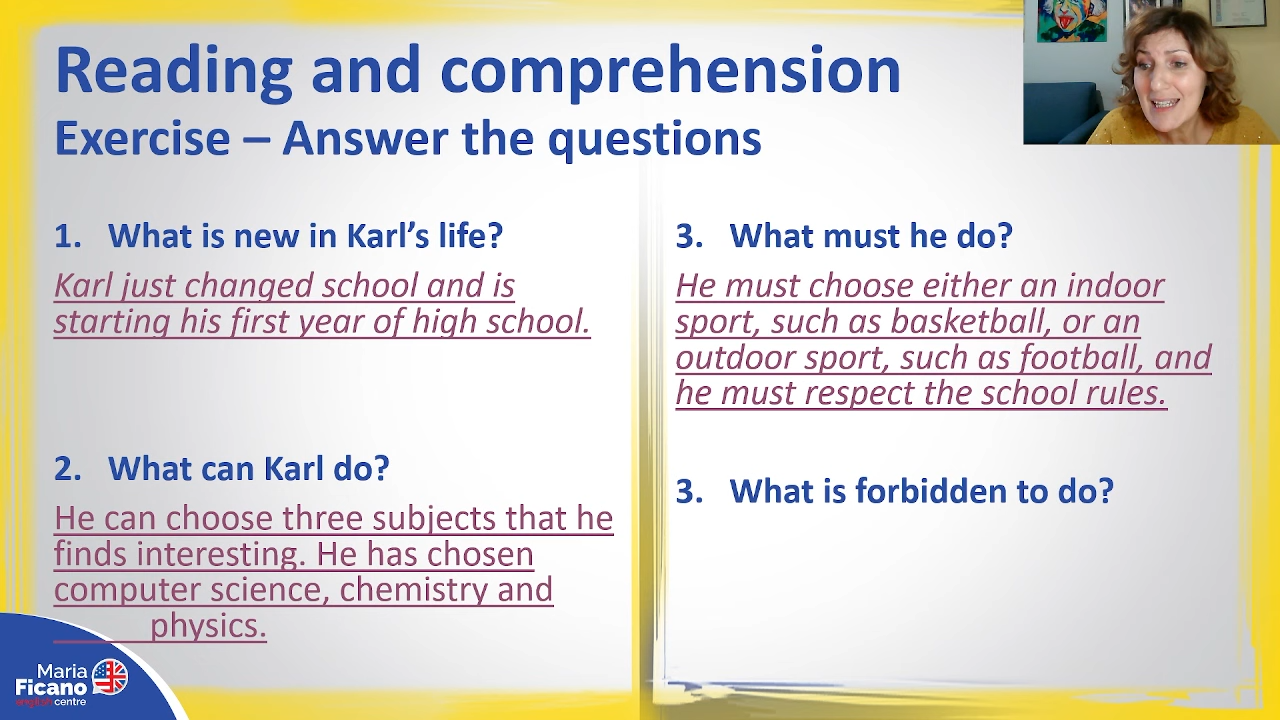 Reading and comprehension
Exercise – Answer the questions
1. What is new in Karl's life?
Karl just changed school and is
starting his first year of high school.
2. What can Karl do?
He can choose three subjects that he
finds interesting. He has chosen
computer science, chemistry and
physics.
3. What must he do?
He must choose either an indoor
sport, such as basketball, or an
outdoor sport, such as football, and
he must respect the school rules.
3. What is forbidden to do?
Maria
Ficano
english centre